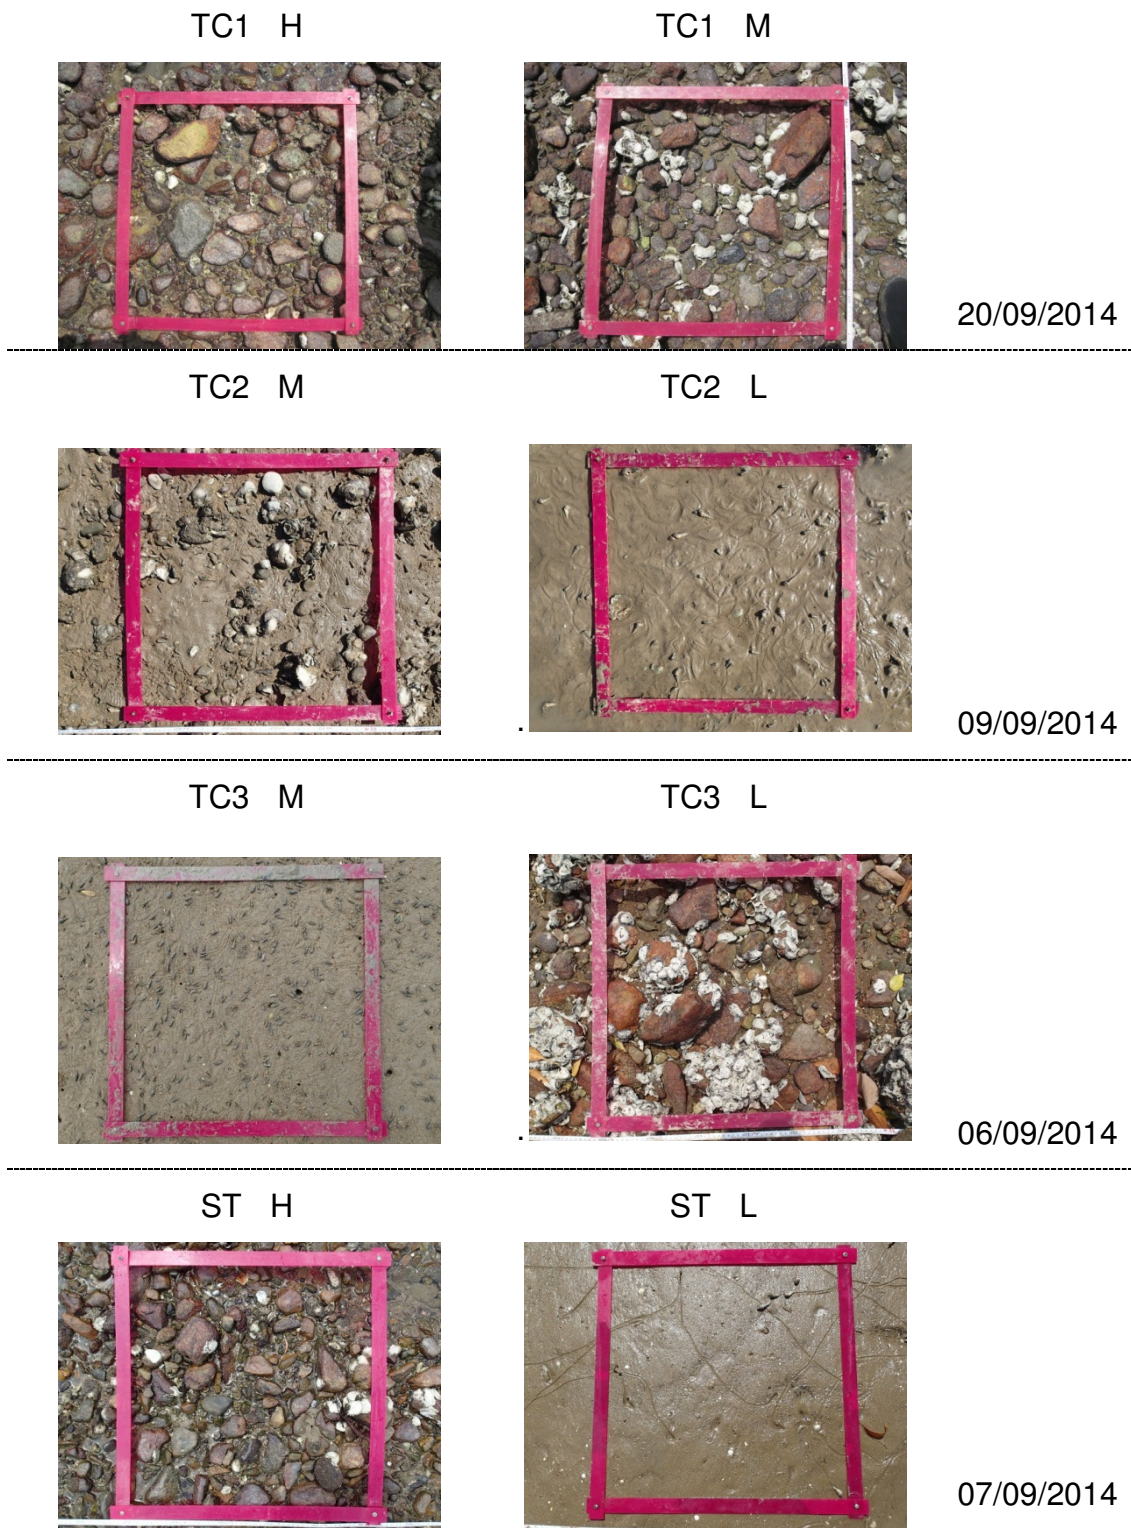 TC1 H
TC1 M
20/09/2014
TC2 M
TC2 L
.
09/09/2014
TC3 M
TC3 L
.
06/09/2014
ST H
ST L
07/09/2014